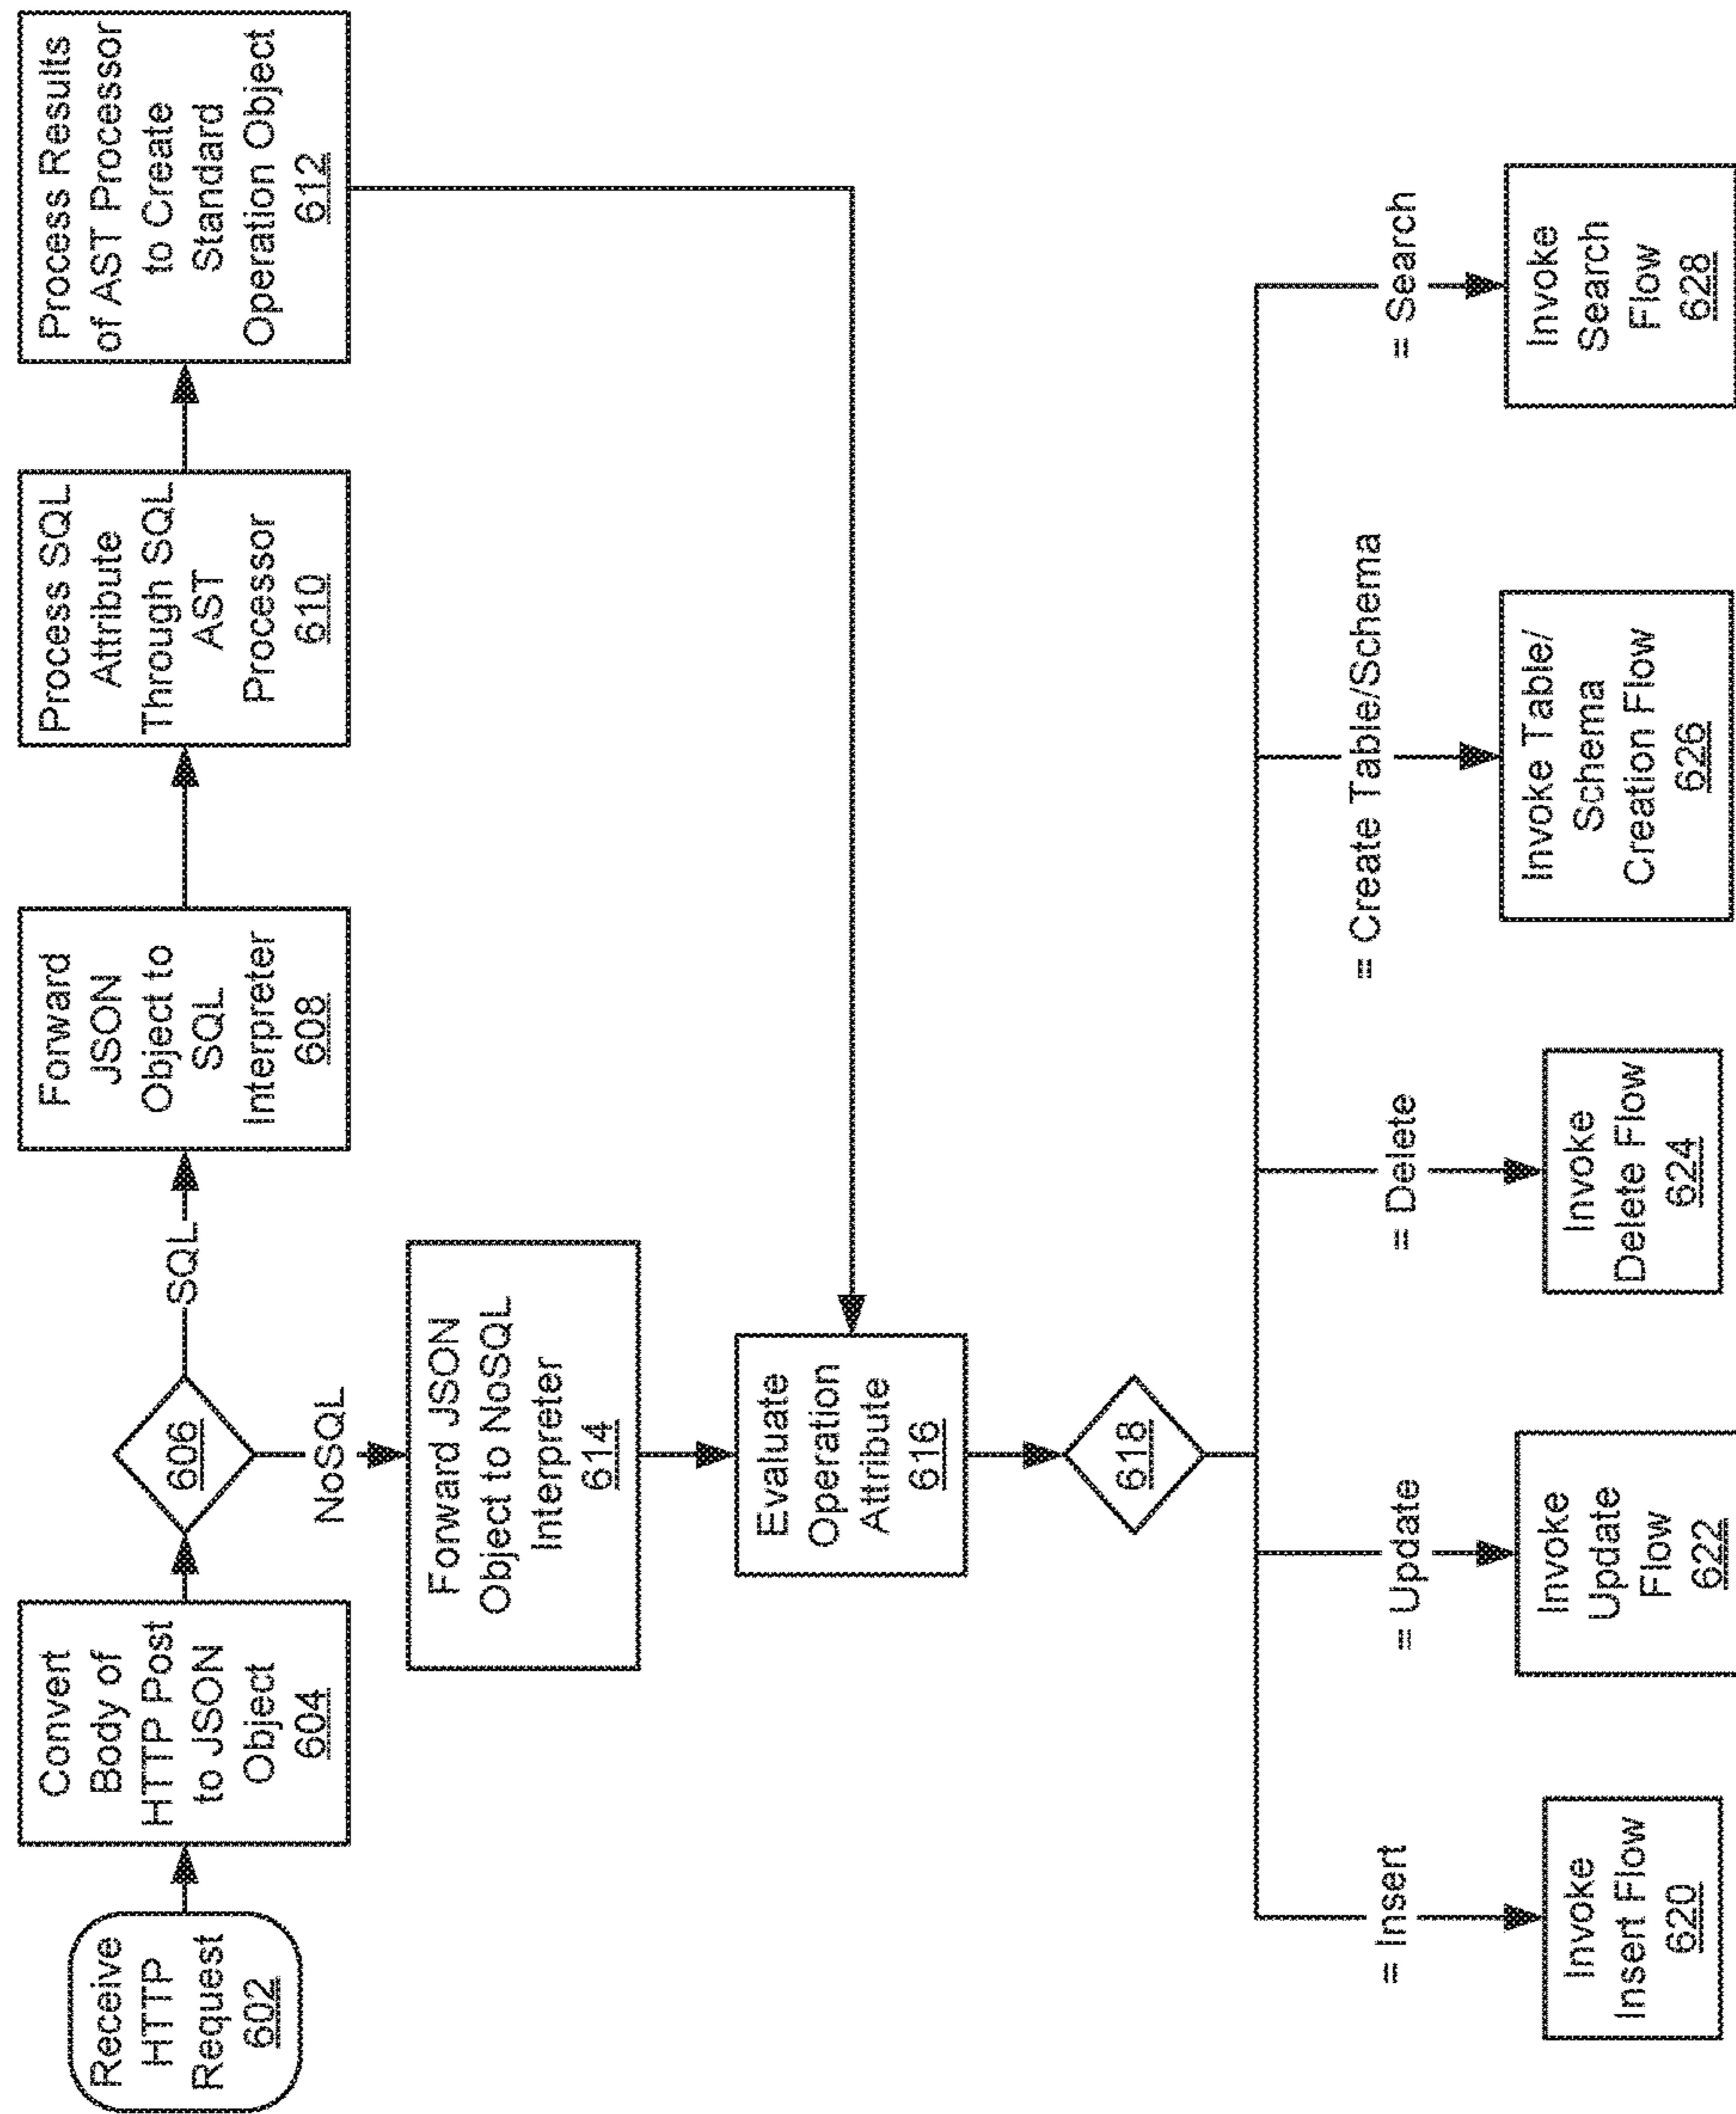 Receive
HTTP
Request
602
Convert
Body of
HTTP Post
to JSON
Object
604
606
SQL
Forward
JSON
Object to
SQL
Interpreter
608
Process SQL
Attribute
Through SQL
AST
Processor
610
Process Results
of AST Processor
to Create
Standard
Operation Object
612
NoSQL
Forward JSON
Object to NoSQL
Interpreter
614
Evaluate
Operation
Attribute
616
618
= Insert
= Update
= Delete
= Create Table/Schema
= Search
Invoke
Insert Flow
620
Invoke
Update
Flow
622
Invoke
Delete Flow
624
Invoke Table/
Schema
Creation Flow
626
Invoke
Search
Flow
628